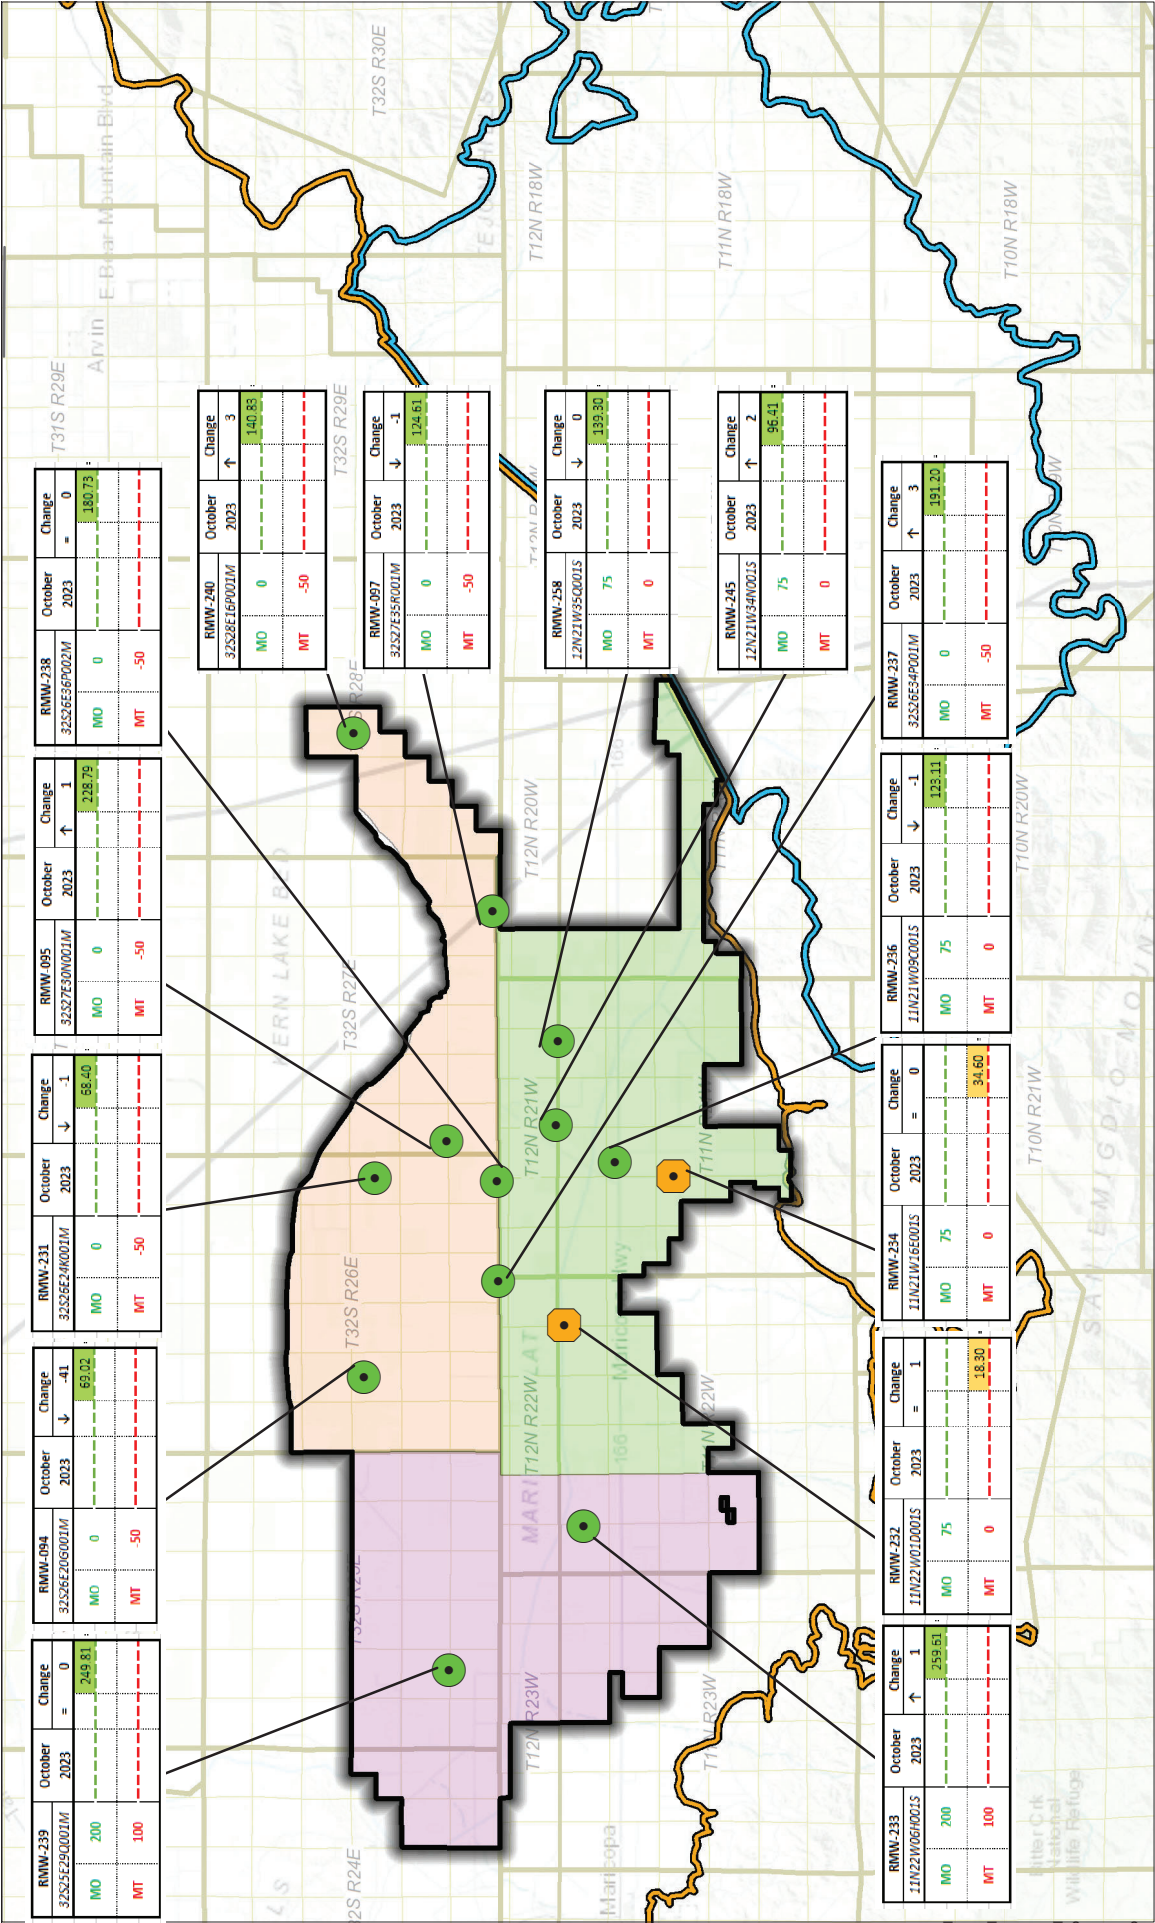 RMW-239 October 2023 Change
32S25E29Q001M = 0
MO 200 249.81
MT 100
RMW-094 October 2023 Change
32S26E20G001M ↓ -41
MO 0 69.02
MT -50
RMW-231 October 2023 Change
32S26E24K001M ↓ -1
MO 0 68.40
MT -50
RMW-095 October 2023 Change
32S27E30N001M ↑ 1
MO 0 228.79
MT -50
RMW-238 October 2023 Change
32S26E36P002M = 0
MO 0 180.73
MT -50
RMW-240 October 2023 Change
32S28E16P001M ↑ 3
MO 0 140.83
MT -50
RMW-097 October 2023 Change
32S27E35R001M ↓ -1
MO 0 124.61
MT -50
RMW-258 October 2023 Change
12N21W35Q001S ↓ 0
MO 75 139.30
MT 0
RMW-245 October 2023 Change
12N21W34N001S ↑ 2
MO 75 96.41
MT 0
RMW-233 October 2023 Change
11N22W06H001S ↑ 1
MO 200 259.61
MT 100
RMW-232 October 2023 Change
11N22W01D001S = 1
MO 75 18.30
MT 0
RMW-234 October 2023 Change
11N21W16E001S = 0
MO 75 34.60
MT 0
RMW-236 October 2023 Change
11N21W09C001S ↓ -1
MO 75 123.11
MT 0
RMW-237 October 2023 Change
32S26E34P001M ↑ 3
MO 0 191.20
MT -50
T31S R29E
Arvin
E Bear Mountain Blvd
T32S R30E
T32S R29E
T32S R27E
T32S R26E
T12N R23W
T12N R22W
T12N R21W
T12N R20W
T12N R18W
T11N R18W
T10N R18W
T10N R20W
T10N R21W
Maricopa
166
National
Wildlife Refuge